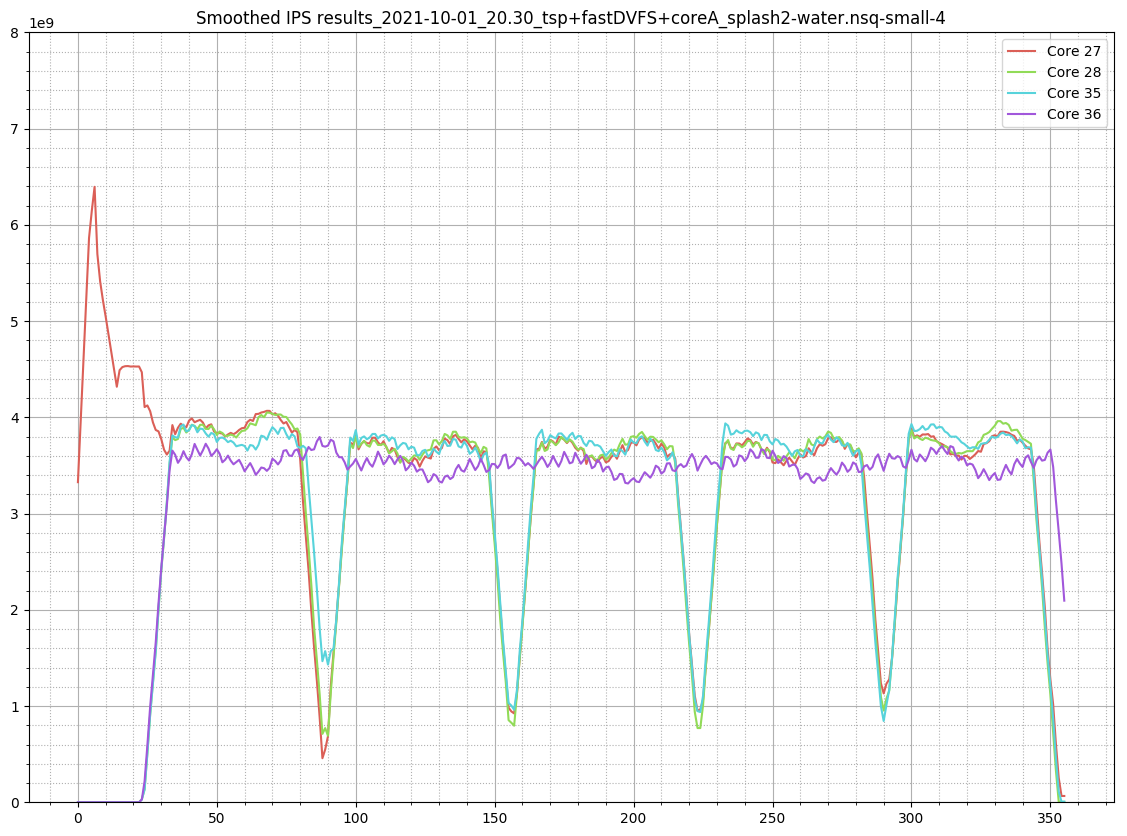 Smoothed IPS results_2021-10-01_20.30_tsp+fastDVFS+coreA_splash2-water.nsq-small-4
1e9
8
7
6
5
4
3
2
1
0
Core 27
Core 28
Core 35
Core 36
0 50 100 150 200 250 300 350